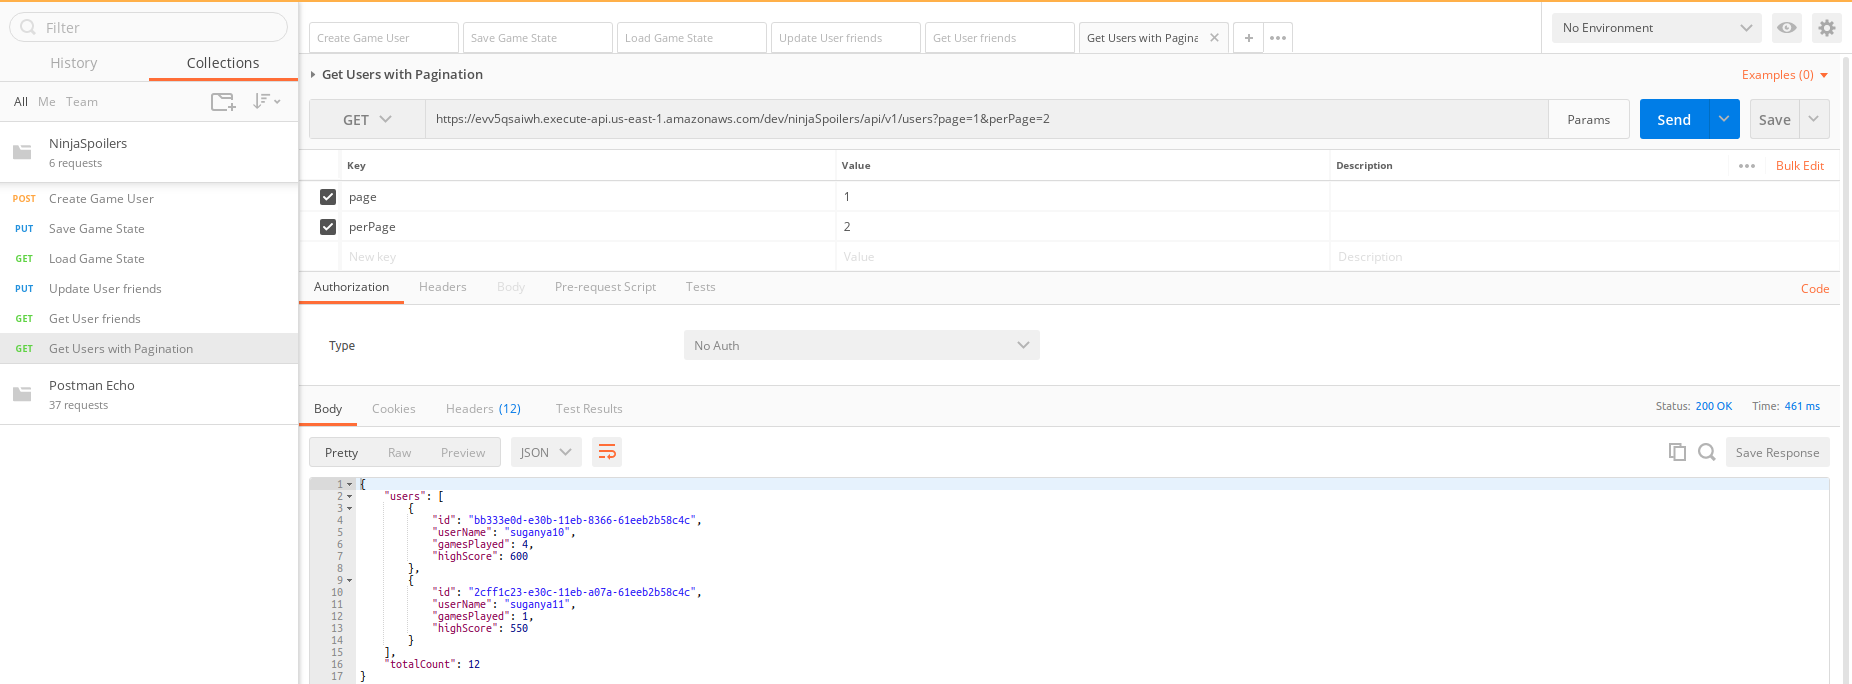 Filter
History Collections
All Me Team
NinjaSpoilers
6 requests
POST Create Game User
PUT Save Game State
GET Load Game State
PUT Update User friends
GET Get User friends
GET Get Users with Pagination
Postman Echo
37 requests
Create Game User Save Game State Load Game State Update User friends Get User friends Get Users with Pagina
No Environment
Get Users with Pagination
Examples (0)
GET https://evv5qsaiwh.execute-api.us-east-1.amazonaws.com/dev/ninjaSpoilers/api/v1/users?page=1&perPage=2 Params Send Save
Key Value Description Bulk Edit
page 1
perPage 2
New key Value Description
Authorization Headers Body Pre-request Script Tests Code
Type No Auth
Body Cookies Headers (12) Test Results Status: 200 OK Time: 461 ms
Pretty Raw Preview JSON Save Response
1 {
2 "users": [
3 {
4 "id": "bb333e0d-e30b-11eb-8366-61eeb2b58c4c",
5 "userName": "suganya10",
6 "gamesPlayed": 4,
7 "highScore": 600
8 },
9 {
10 "id": "2cff1c23-e30c-11eb-a07a-61eeb2b58c4c",
11 "userName": "suganya11",
12 "gamesPlayed": 1,
13 "highScore": 550
14 }
15 ],
16 "totalCount": 12
17 }